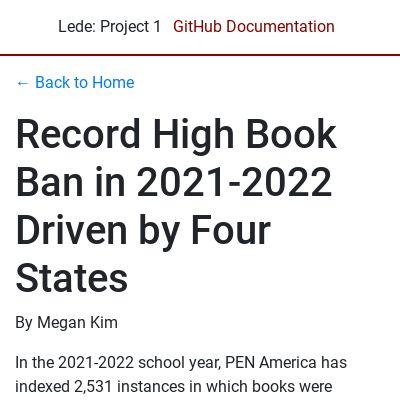 Lede: Project 1 GitHub Documentation
← Back to Home
Record High Book
Ban in 2021-2022
Driven by Four
States
By Megan Kim
In the 2021-2022 school year, PEN America has
indexed 2,531 instances in which books were